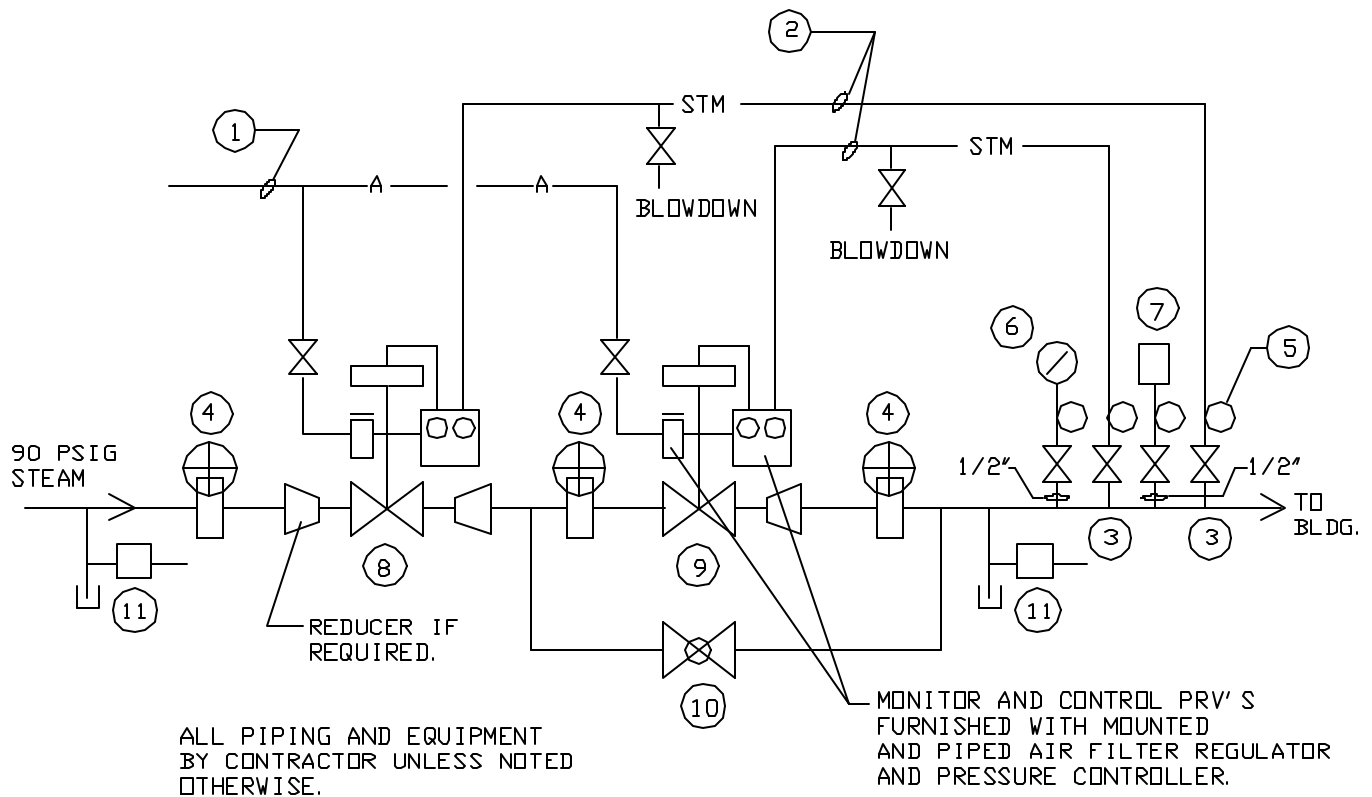 2
STM
1
STM
A
A
BLOWDOWN
BLOWDOWN
6
7
5
4
4
4
90 PSIG
STEAM
1/2"
1/2"
TO
BLDG.
3
3
8
9
11
11
REDUCER IF
REQUIRED.
10
MONITOR AND CONTROL PRV'S
FURNISHED WITH MOUNTED
AND PIPED AIR FILTER REGULATOR
AND PRESSURE CONTROLLER.
ALL PIPING AND EQUIPMENT
BY CONTRACTOR UNLESS NOTED
OTHERWISE.